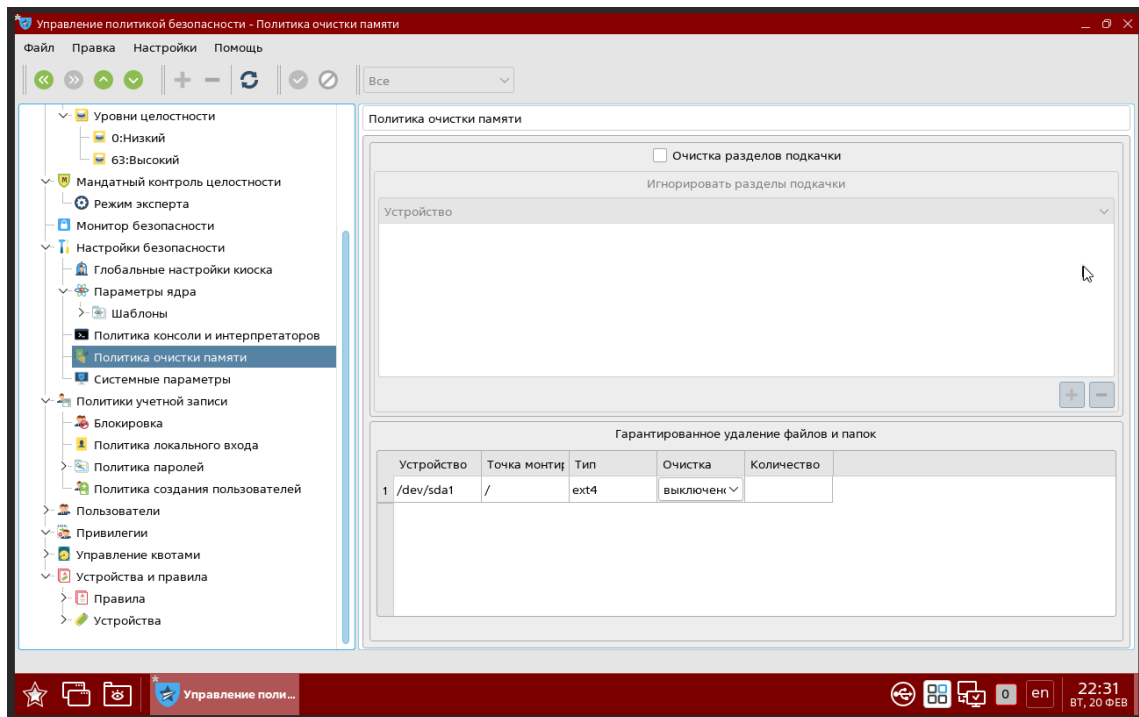 Управление политикой безопасности - Политика очистки памяти
Файл Правка Настройки Помощь
Все
Уровни целостности
0:Низкий
63:Высокий
Мандатный контроль целостности
Режим эксперта
Монитор безопасности
Настройки безопасности
Глобальные настройки киоска
Параметры ядра
Шаблоны
Политика консоли и интерпретаторов
Политика очистки памяти
Системные параметры
Политики учетной записи
Блокировка
Политика локального входа
Политика паролей
Политика создания пользователей
Пользователи
Привилегии
Управление квотами
Устройства и правила
Правила
Устройства
Политика очистки памяти
Очистка разделов подкачки
Игнорировать разделы подкачки
Устройство
Гарантированное удаление файлов и папок
Устройство Точка монтир Тип Очистка Количество
1 /dev/sda1 / ext4 выключено
Управление поли...
0 en 22:31
ВТ, 20 ФЕВ